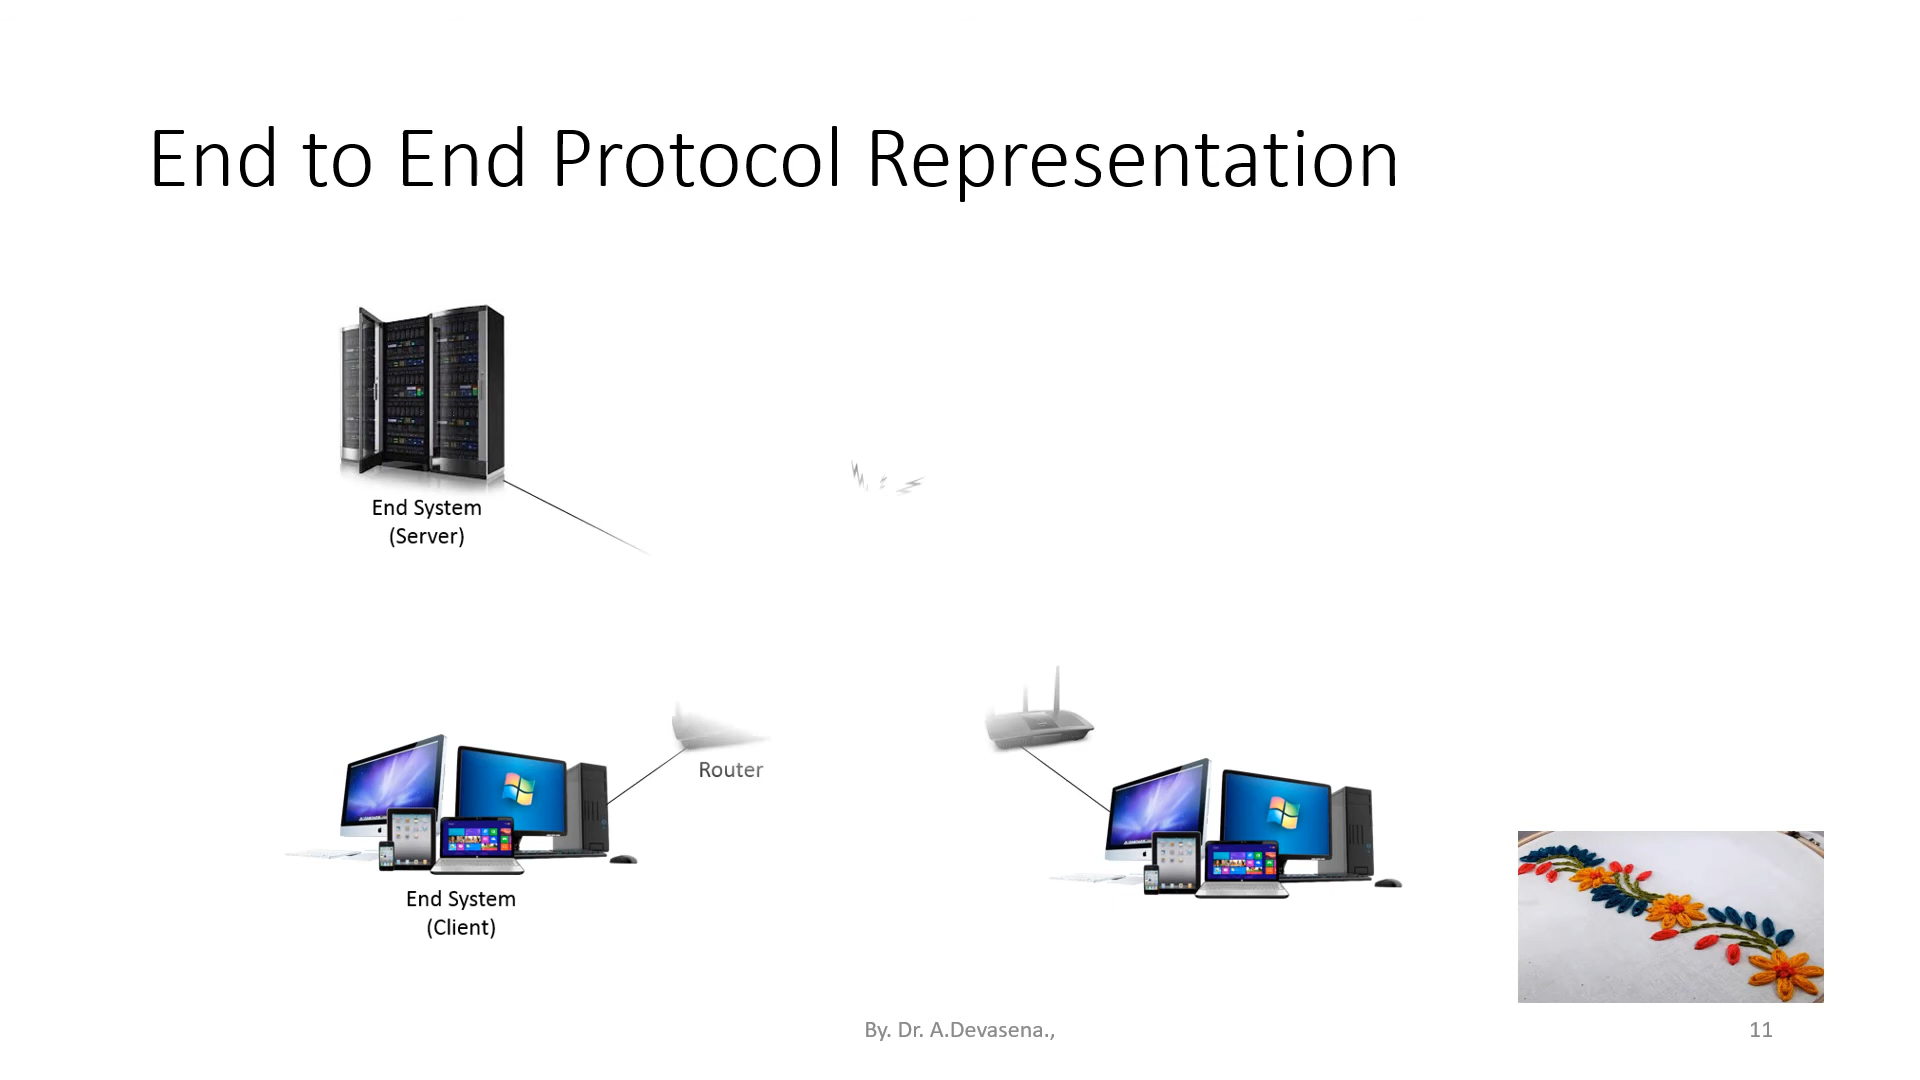 End to End Protocol Representation
End System
(Server)
Router
End System
(Client)
By. Dr. A.Devasena.,
11